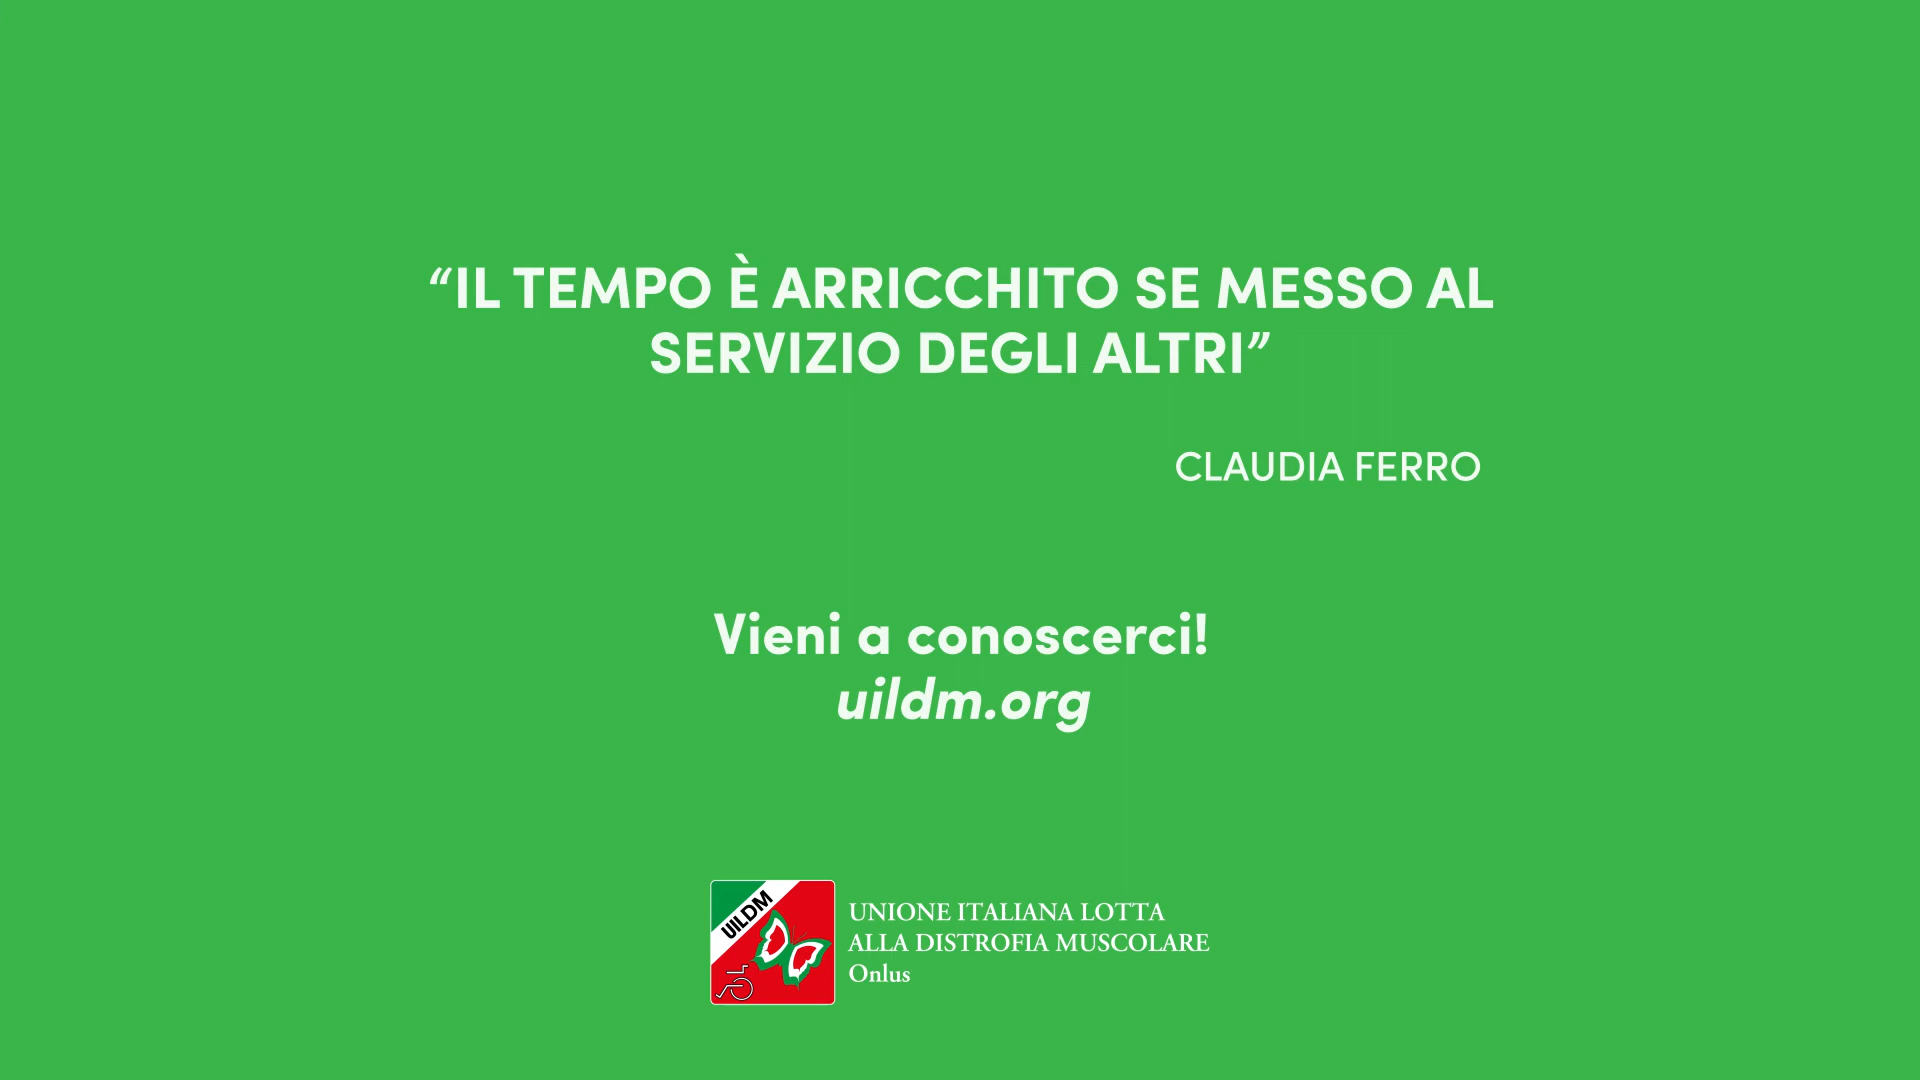 “IL TEMPO È ARRICCHITO SE MESSO AL
SERVIZIO DEGLI ALTRI”
CLAUDIA FERRO
Vieni a conoscerci!
uildm.org
UILDM
UNIONE ITALIANA LOTTA
ALLA DISTROFIA MUSCOLARE
Onlus